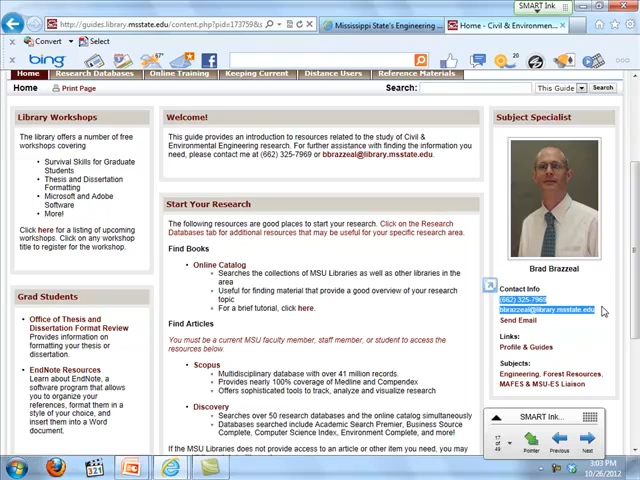 SMART Ink
http://guides.library.msstate.edu/content.php?pid=173759&s
Mississippi State's Engineering ...
Home - Civil & Environmen...
Convert
Select
bing
57°F
20
Home
Research Databases
Online Training
Keeping Current
Distance Users
Reference Materials
Home
Print Page
Search:
This Guide
Search
Library Workshops
The library offers a number of free
workshops covering
Survival Skills for Graduate
Students
Thesis and Dissertation
Formatting
Microsoft and Adobe
Software
More!
Click here for a listing of upcoming
workshops. Click on any workshop
title to register for the workshop.
Grad Students
Office of Thesis and
Dissertation Format Review
Provides information on
formatting your thesis or
dissertation.
EndNote Resources
Learn about EndNote, a
software program that allows
you to organize your
references, format them in a
style of your choice, and
insert them into a Word
document.
Welcome!
This guide provides an introduction to resources related to the study of Civil &
Environmental Engineering research. For further assistance with finding the information you
need, please contact me at (662) 325-7969 or bbrazzeal@library.msstate.edu.
Start Your Research
The following resources are good places to start your research. Click on the Research
Databases tab for additional resources that may be useful for your specific research area.
Find Books
Online Catalog
Searches the collections of MSU Libraries as well as other libraries in the
area
Useful for finding material that provide a good overview of your research
topic
For a brief tutorial, click here.
Find Articles
You must be a current MSU faculty member, staff member, or student to access the
resources below.
Scopus
Multidisciplinary database with over 41 million records.
Provides nearly 100% coverage of Medline and Compendex
Offers sophisticated tools to track, analyze and visualize research
Discovery
Searches over 50 research databases and the online catalog simultaneously
Databases searched include Academic Search Premier, Business Source
Complete, Computer Science Index, Environment Complete, and more!
If the MSU Libraries does not provide access to an article or other item you need, you may
Subject Specialist
Brad Brazzeal
Contact Info
(662) 325-7969
bbrazzeal@library.msstate.edu
Send Email
Links:
Profile & Guides
Subjects:
Engineering, Forest Resources,
MAFES & MSU-ES Liaison
SMART Ink...
17
of
49
Pointer
Previous
Next
321
3:03 PM
10/26/2012